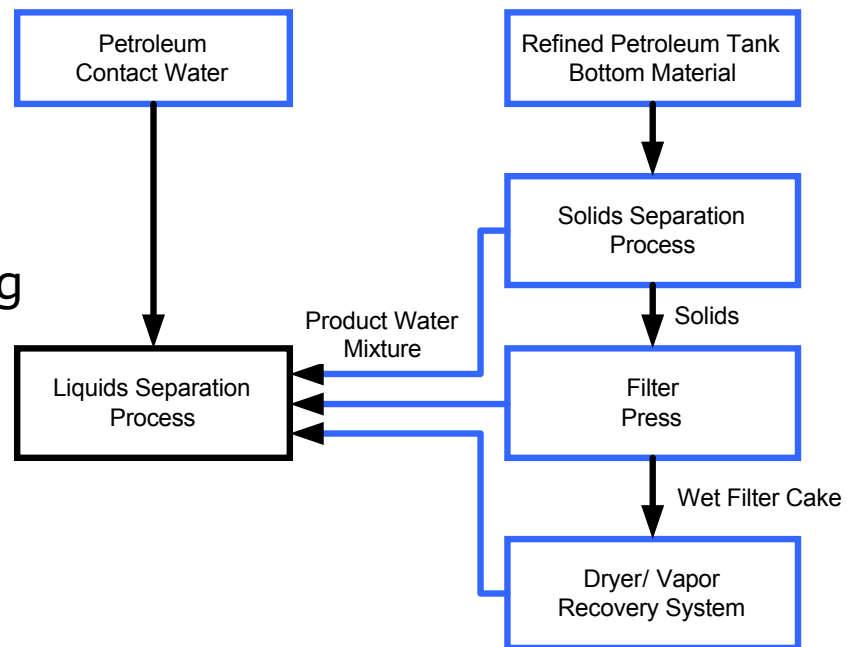 Petroleum
Contact Water
Refined Petroleum Tank
Bottom Material
Solids Separation
Process
g
Product Water
Mixture
Solids
Liquids Separation
Process
Filter
Press
Wet Filter Cake
Dryer/ Vapor
Recovery System